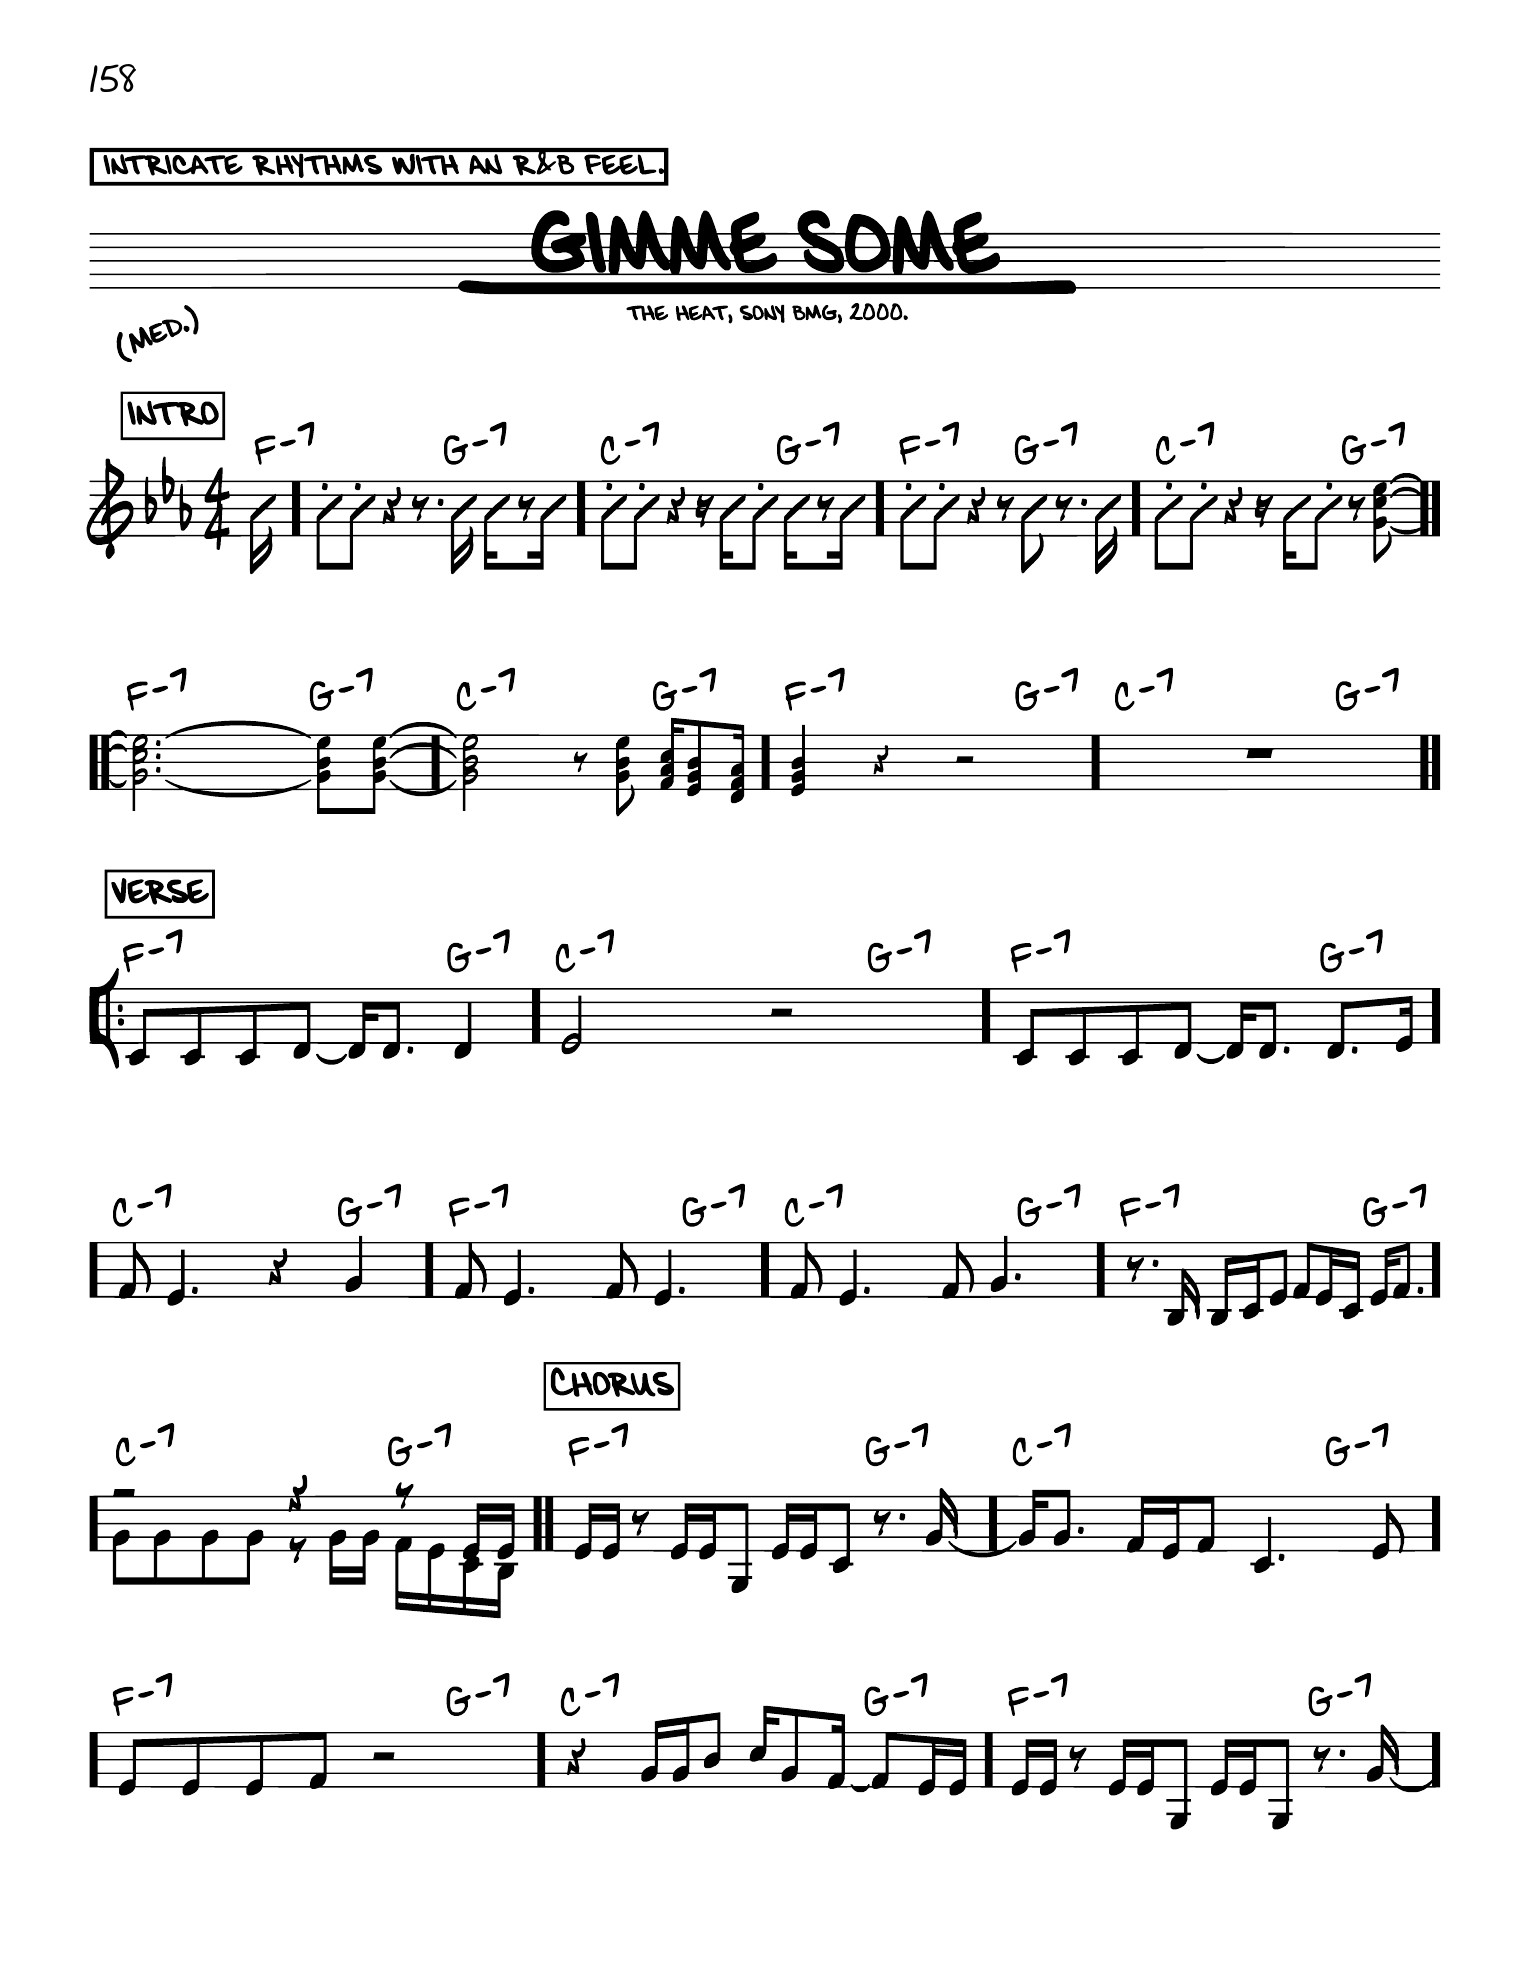 158
INTRICATE RHYTHMS WITH AN R&B FEEL.
GIMME SOME
THE HEAT, SONY BMG, 2000.
(MED.)
INTRO
F-7 G-7 C-7 G-7 F-7 G-7 C-7 G-7
4
4
F-7 G-7 C-7 G-7 F-7 G-7 C-7 G-7
VERSE
F-7 G-7 C-7 G-7 F-7 G-7
C-7 G-7 F-7 G-7 C-7 G-7 F-7 G-7
CHORUS
C-7 G-7 F-7 G-7 C-7 G-7
F-7 G-7 C-7 G-7 F-7 G-7